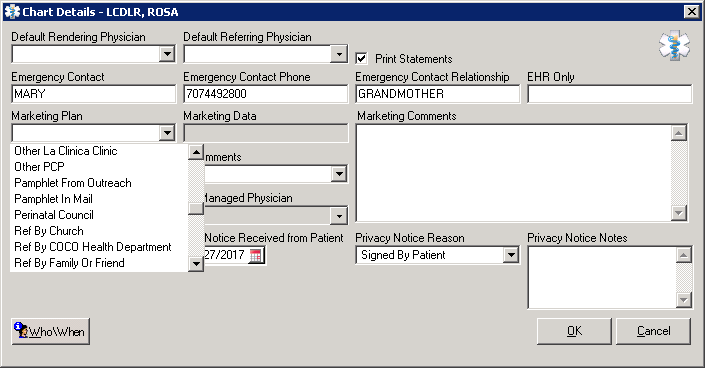 Chart Details - LCDLR, ROSA
Default Rendering Physician
Default Referring Physician
Print Statements
Emergency Contact
Emergency Contact Phone
Emergency Contact Relationship
EHR Only
MARY
7074492800
GRANDMOTHER
Marketing Plan
Marketing Data
Marketing Comments
Other La Clinica Clinic
Other PCP
Pamphlet From Outreach
Pamphlet In Mail
Perinatal Council
Ref By Church
Ref By COCO Health Department
Ref By Family Or Friend
mments
Managed Physician
Notice Received from Patient
Privacy Notice Reason
Privacy Notice Notes
27/2017
Signed By Patient
Who\When
OK
Cancel